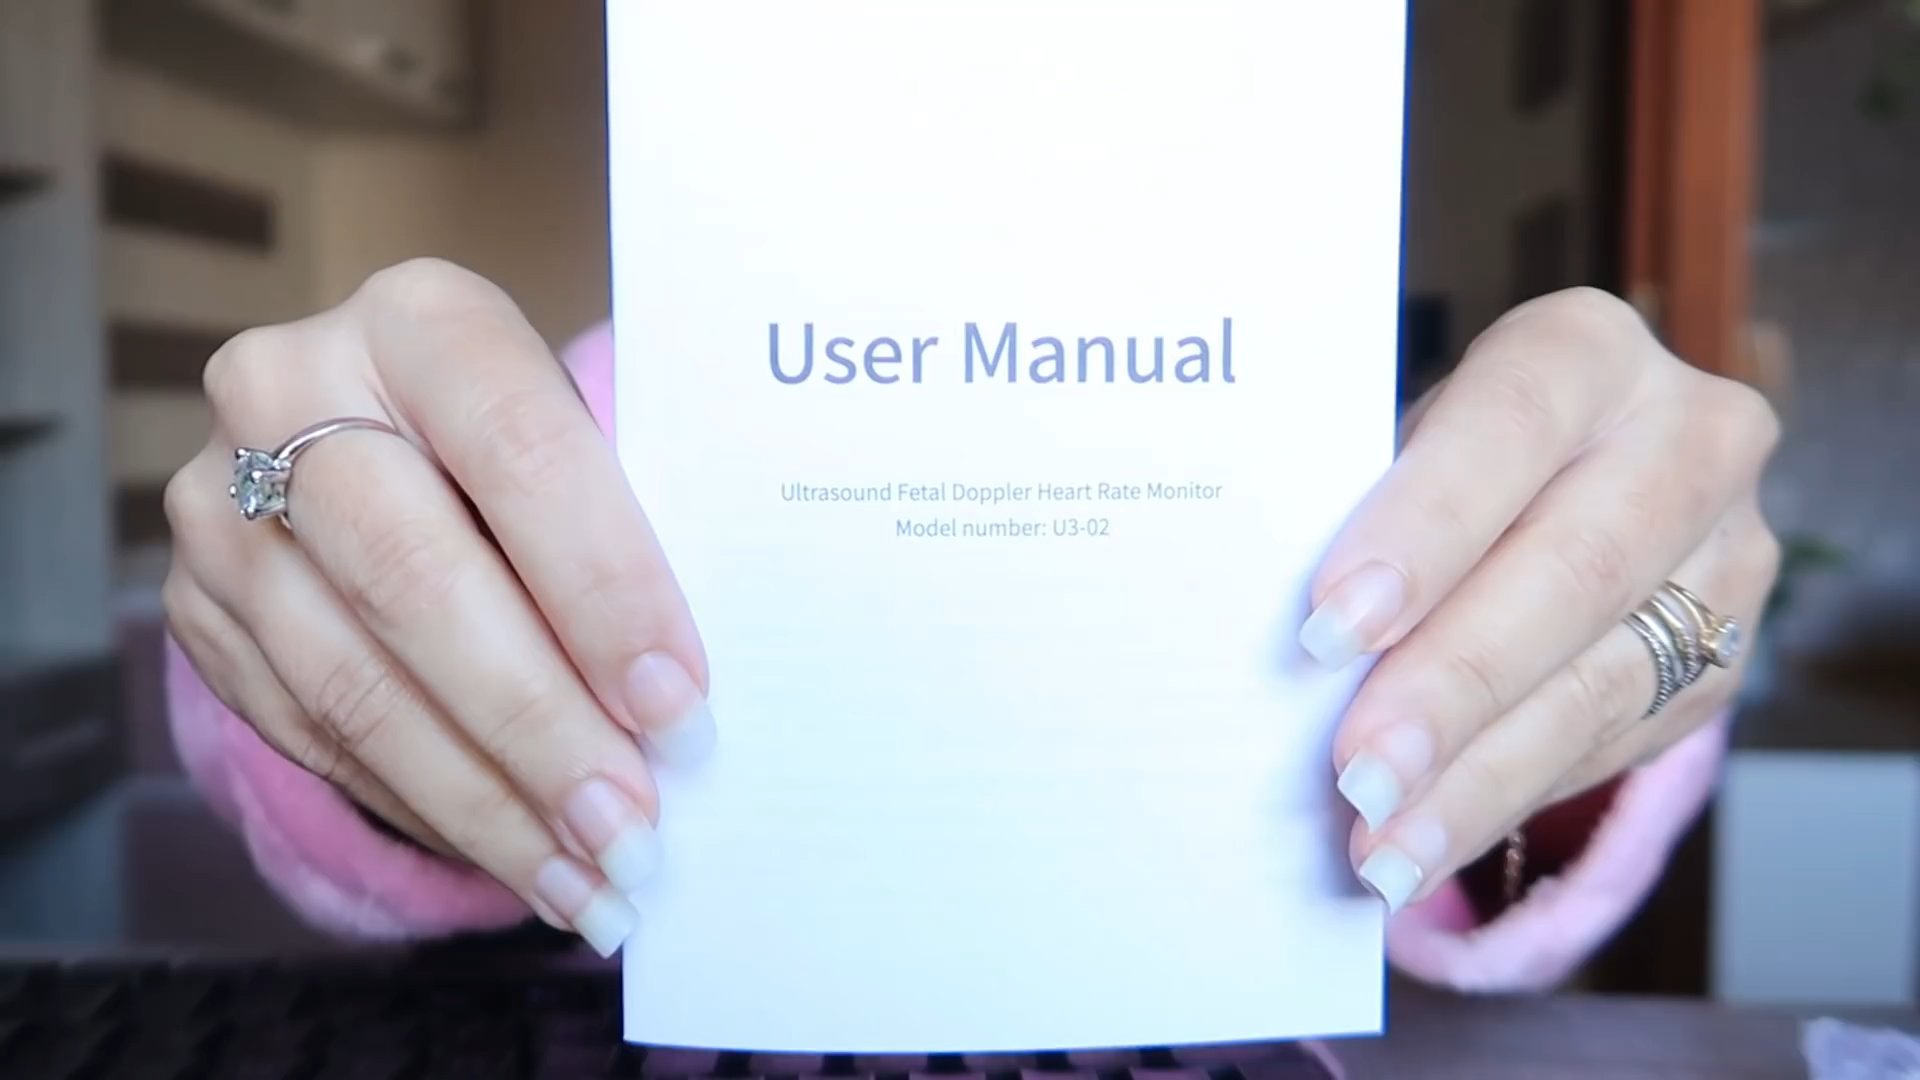 User Manual
Ultrasound Fetal Doppler Heart Rate Monitor
Model number: U3-02